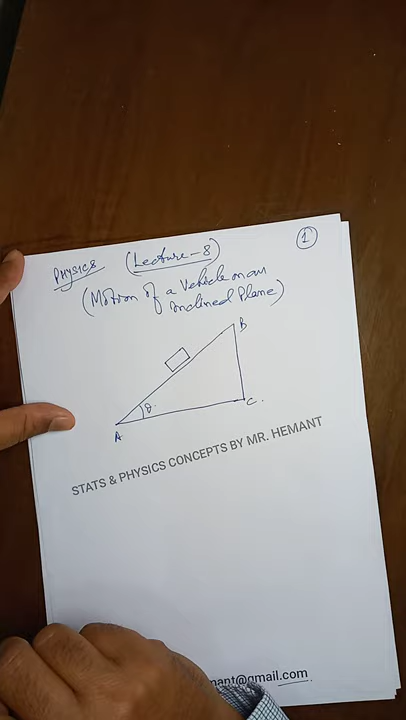 PHYSICS (Lecture-8) 1
(Motion of a Vehicle on an
Inclined Plane)
B
θ.
C.
A
STATS & PHYSICS CONCEPTS BY MR. HEMANT
mant@gmail.com